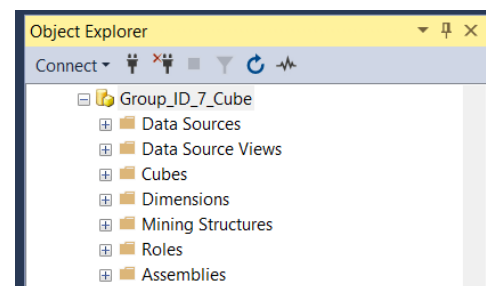 Object Explorer
Connect
Group_ID_7_Cube
Data Sources
Data Source Views
Cubes
Dimensions
Mining Structures
Roles
Assemblies